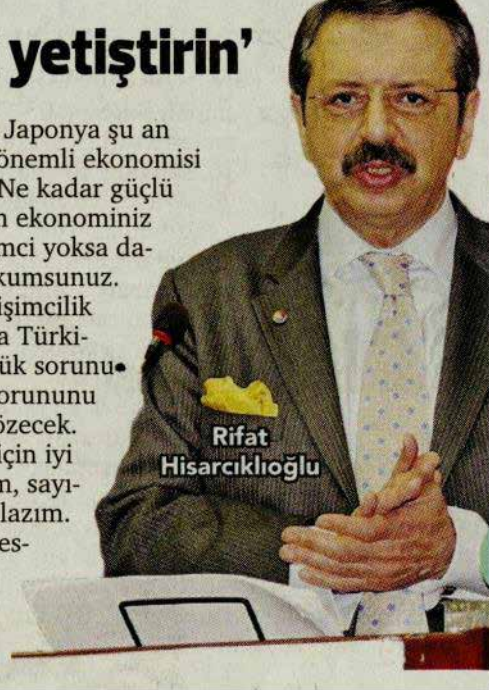 yetiştirin’
Japonya şu an
önemli ekonomisi
Ne kadar güçlü
n ekonominiz
mci yoksa da-
kumsunuz.
işimcilik
a Türki-
ük sorunu•
orununu
özecek.
için iyi
m, sayı-
lazım.
es-
Rifat
Hisarcıklıoğlu